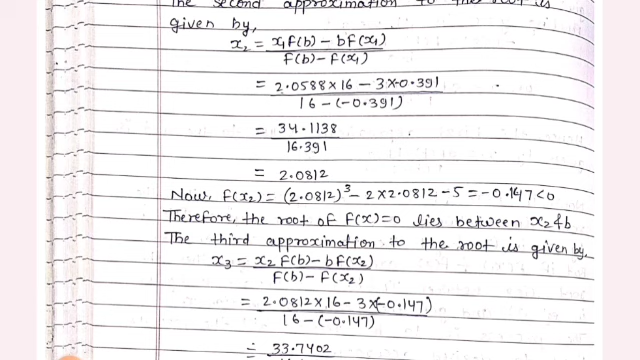 The second approximation to the root is
given by,
x₂ = x₁f(b) - bf(x₁)
f(b) - f(x₁)
= 2.0588 × 16 - 3×-0.391
16 - (-0.391)
= 34.1138
16.391
= 2.0812
Now, f(x₂) = (2.0812)³ - 2 × 2.0812 - 5 = -0.147 < 0
Therefore, the root of f(x)=0 lies between x₂ & b
The third approximation to the root is given by,
x₃ = x₂ f(b) - b f(x₂)
f(b) - f(x₂)
= 2.0812 × 16 - 3×(-0.147)
16 - (-0.147)
= 33.7402